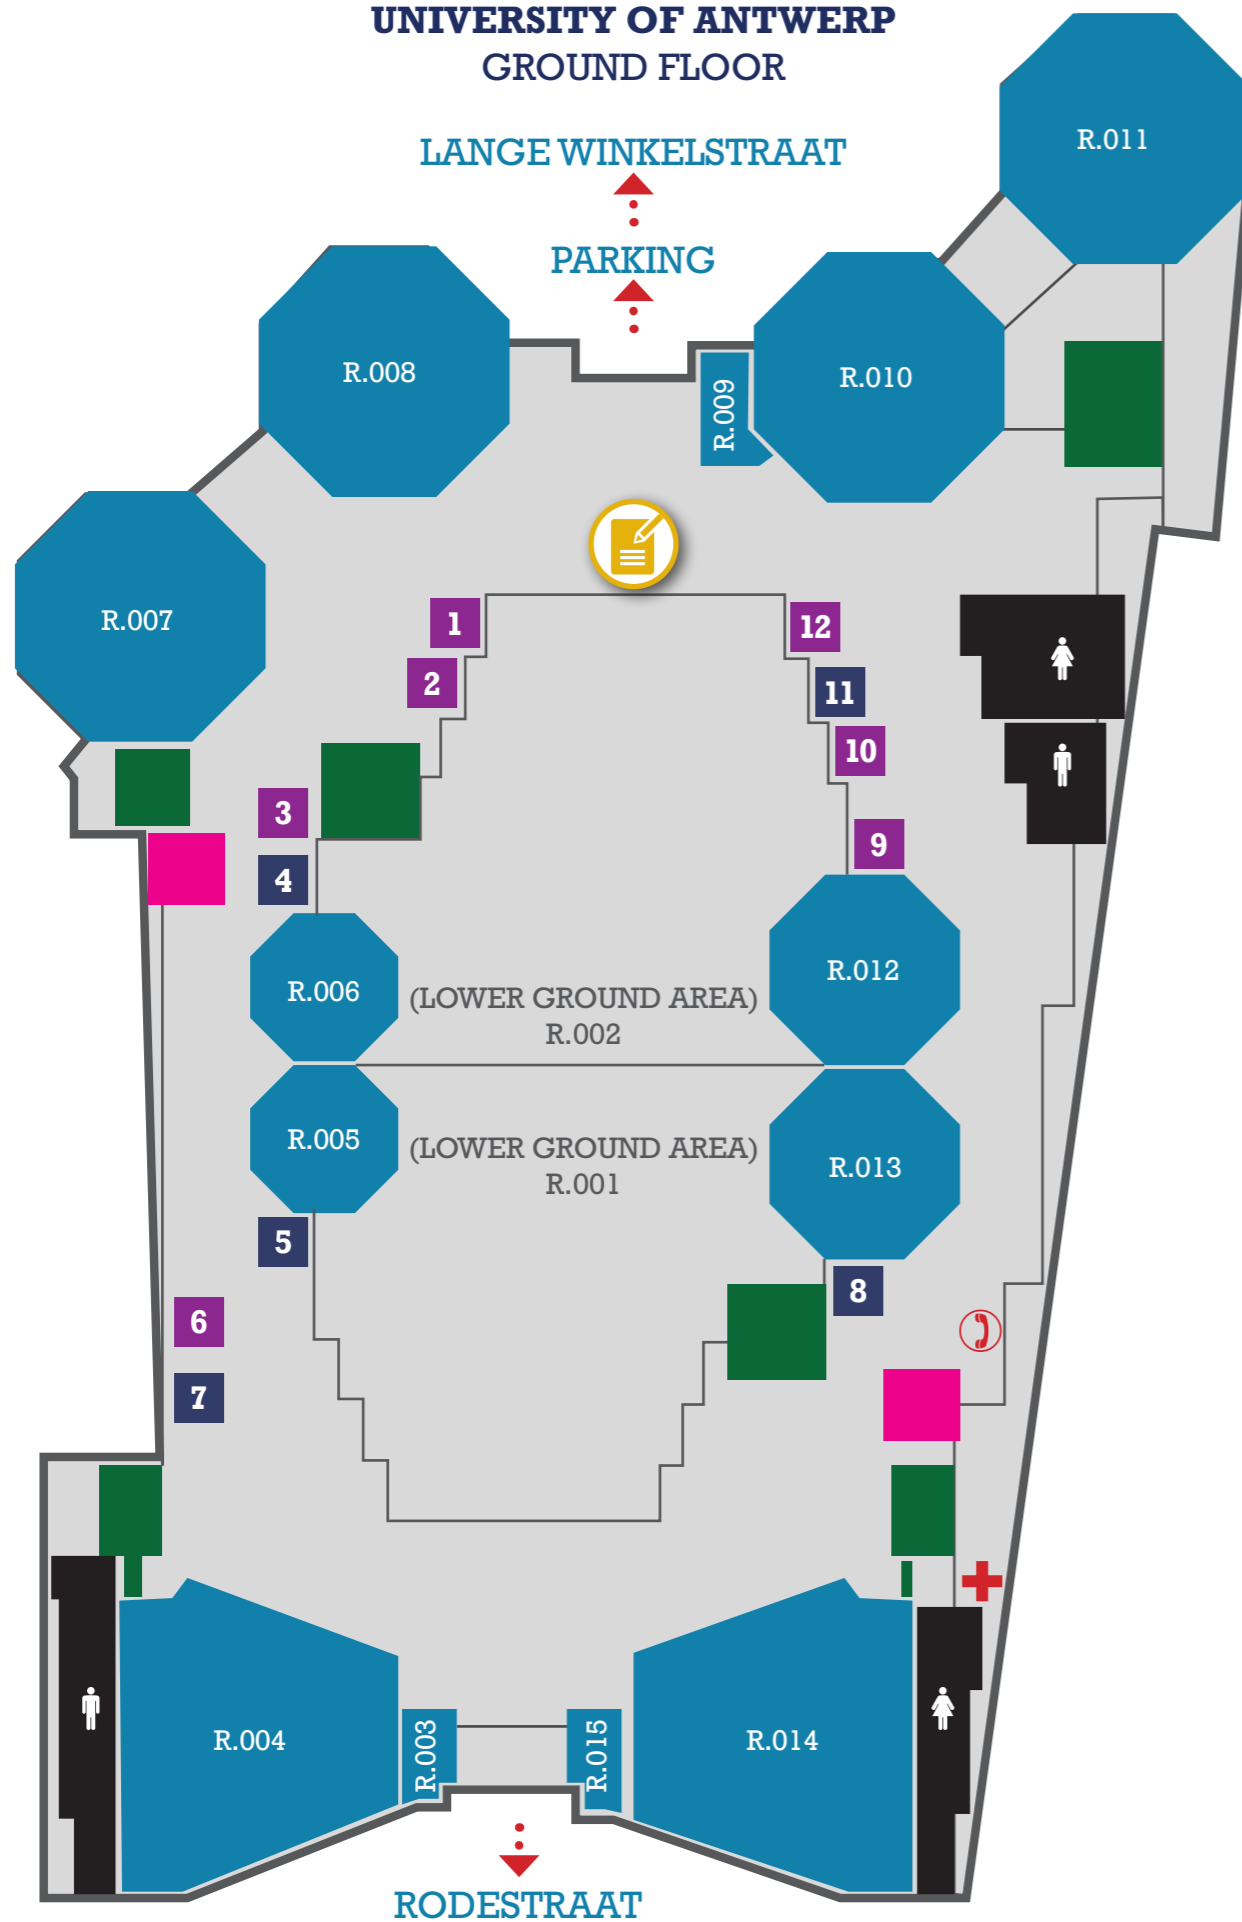 UNIVERSITY OF ANTWERP
GROUND FLOOR
LANGE WINKELSTRAAT
PARKING
R.011
R.008
R.010
R.009
R.007
1
12
2
11
10
3
9
4
R.006
(LOWER GROUND AREA)
R.002
R.012
R.005
(LOWER GROUND AREA)
R.001
R.013
5
8
6
7
R.004
R.003
R.015
R.014
RODESTRAAT